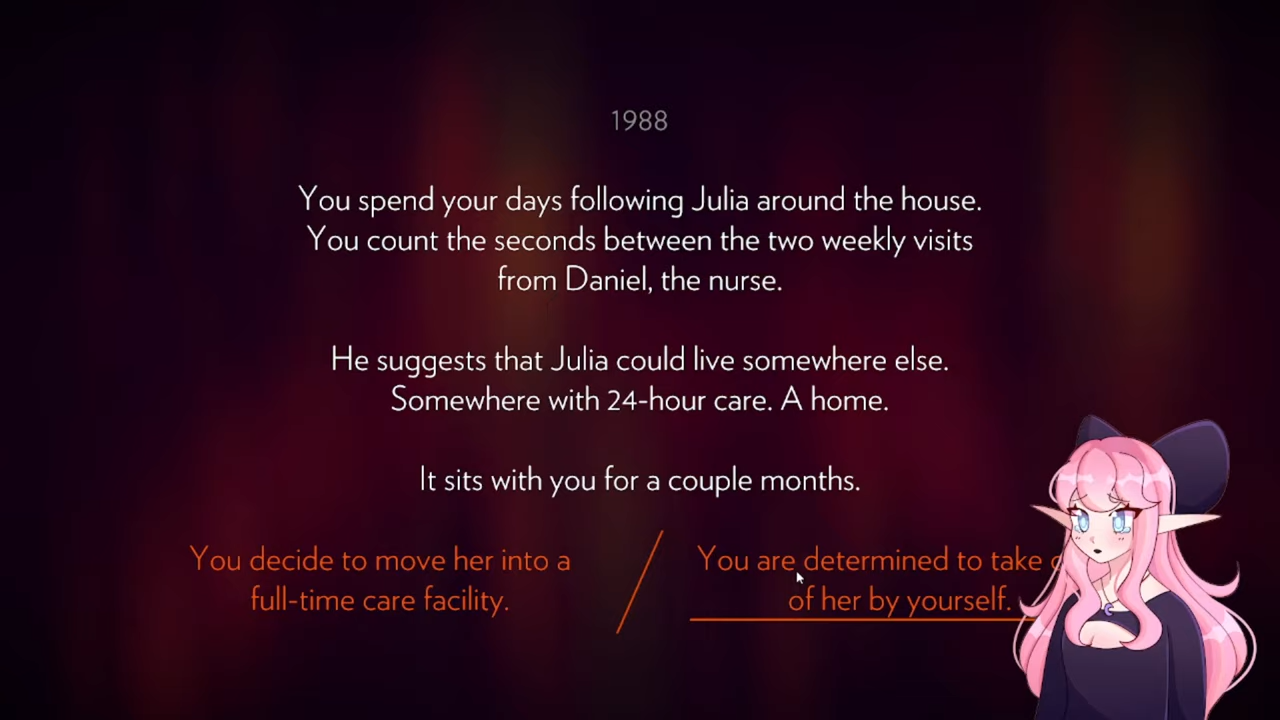 1988
You spend your days following Julia around the house.
You count the seconds between the two weekly visits
from Daniel, the nurse.
He suggests that Julia could live somewhere else.
Somewhere with 24-hour care. A home.
It sits with you for a couple months.
You decide to move her into a
full-time care facility.
You are determined to take
of her by yourself.